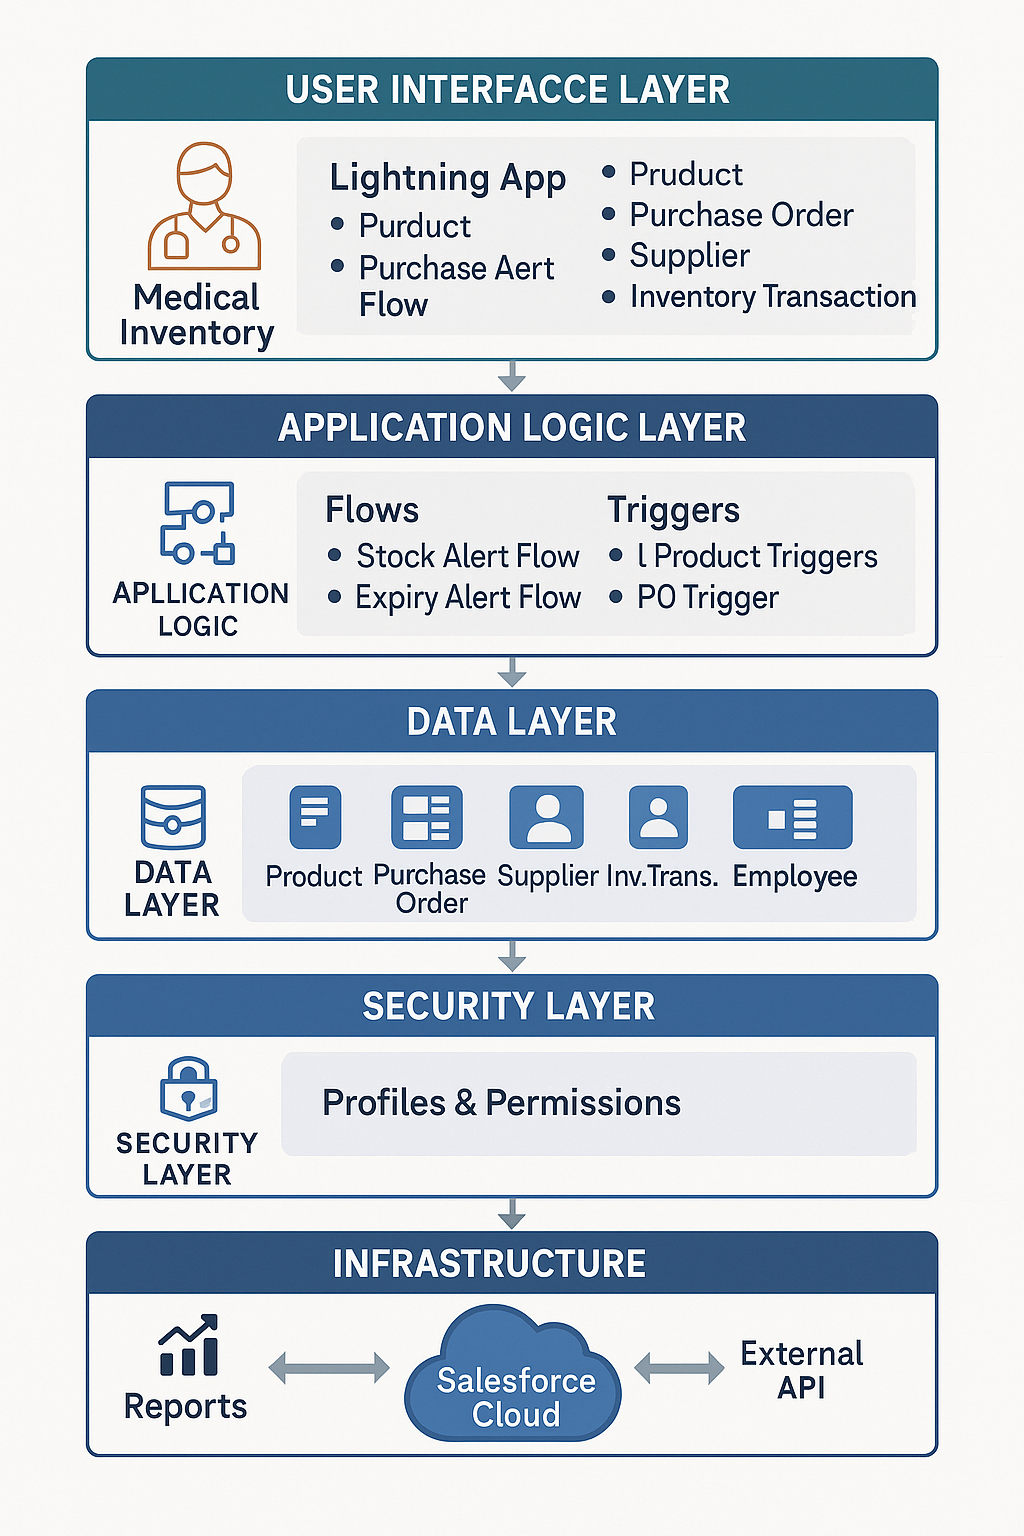 USER INTERFACCE LAYER
Medical
Inventory
Lightning App
• Purduct
• Purchase Aert
Flow
• Pruduct
• Purchase Order
• Supplier
• Inventory Transaction
APPLICATION LOGIC LAYER
APLLICATION
LOGIC
Flows
• Stock Alert Flow
• Expiry Alert Flow
Triggers
• l Product Triggers
• PO Trigger
DATA LAYER
DATA
LAYER
Product
Purchase
Order
Supplier
Inv.Trans.
Employee
SECURITY LAYER
SECURITY
LAYER
Profiles & Permissions
INFRASTRUCTURE
Reports
Salesforce
Cloud
External
API